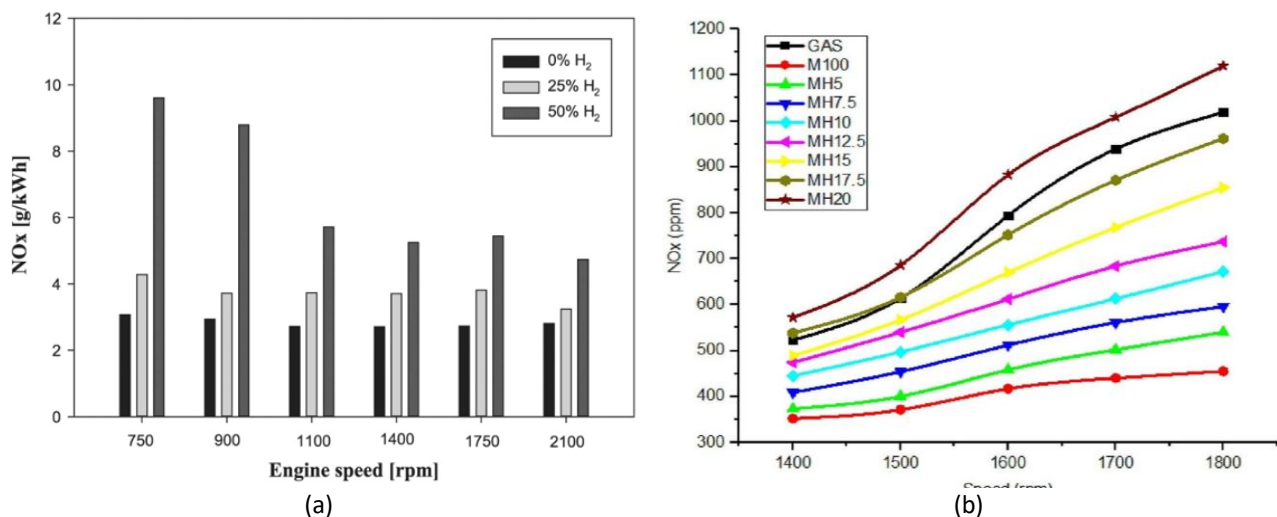 12
10
8
6
4
2
0
NOx [g/kWh]
0% H₂
25% H₂
50% H₂
750
900
1100
1400
1750
2100
Engine speed [rpm]
(a)
1200
1100
1000
900
800
700
600
500
400
300
NOx (ppm)
GAS
M100
MH5
MH7.5
MH10
MH12.5
MH15
MH17.5
MH20
1400
1500
1600
1700
1800
Speed (rpm)
(b)